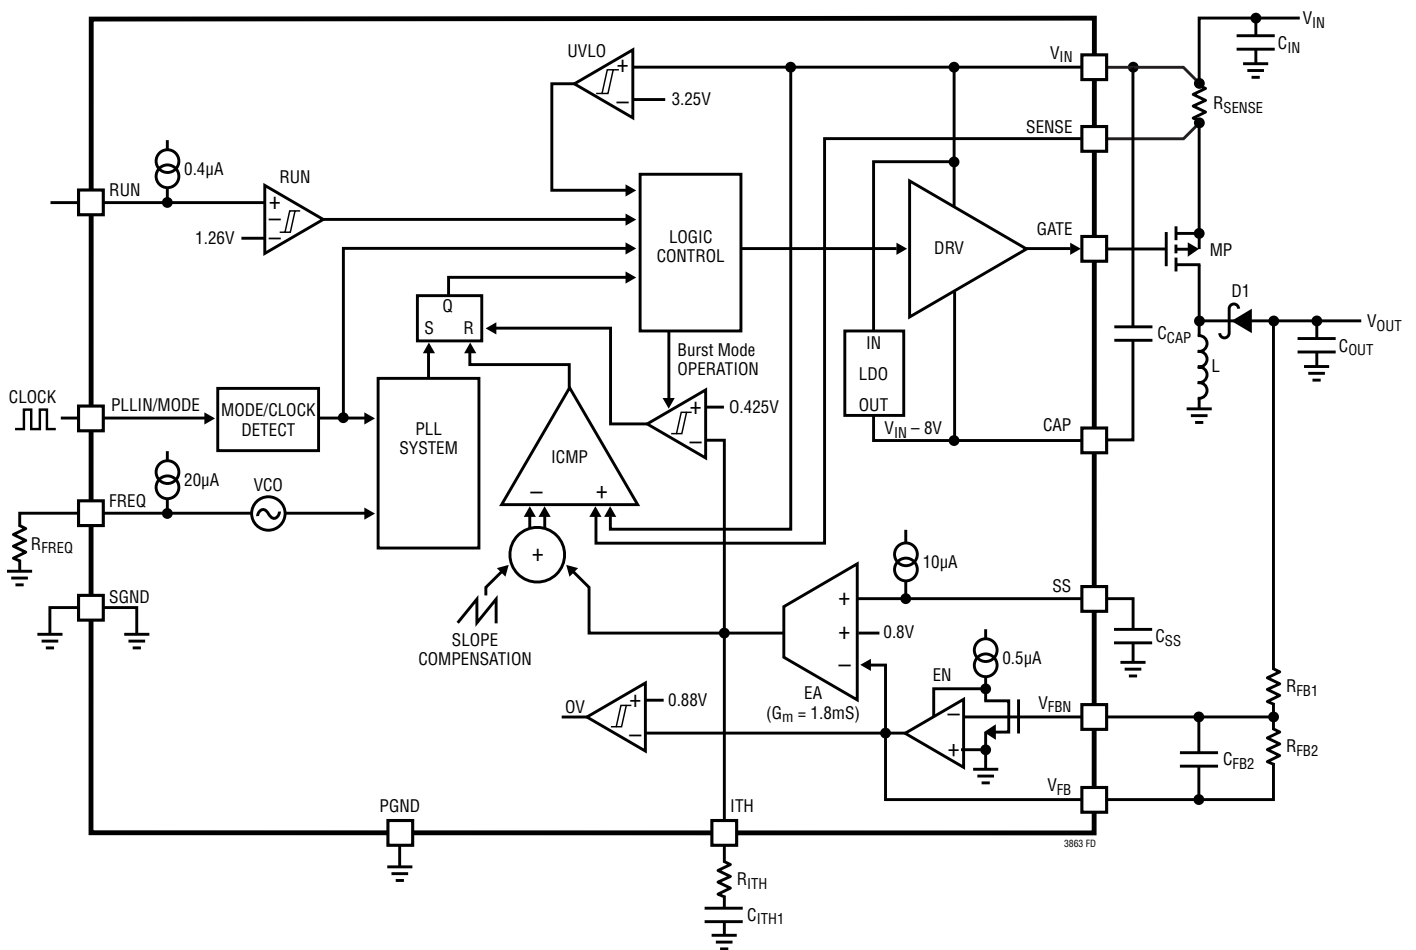 VIN
CIN
UVLO
VIN
+
−
3.25V
RSENSE
SENSE
0.4µA
RUN
RUN
+
−
−
1.26V
LOGIC
CONTROL
DRV
GATE
MP
D1
VOUT
COUT
Q
S R
Burst Mode
OPERATION
IN
LDO
OUT
CCAP
L
CLOCK
PLLIN/MODE
MODE/CLOCK
DETECT
PLL
SYSTEM
+
−
0.425V
VIN – 8V
CAP
ICMP
− +
20µA
VCO
FREQ
RFREQ
+
10µA
SS
CSS
SGND
SLOPE
COMPENSATION
+
+
−
0.8V
EA
(Gm = 1.8mS)
EN
0.5µA
RFB1
OV
+
−
0.88V
−
+
VFBN
CFB2
RFB2
VFB
PGND
ITH
3863 FD
RITH
CITH1